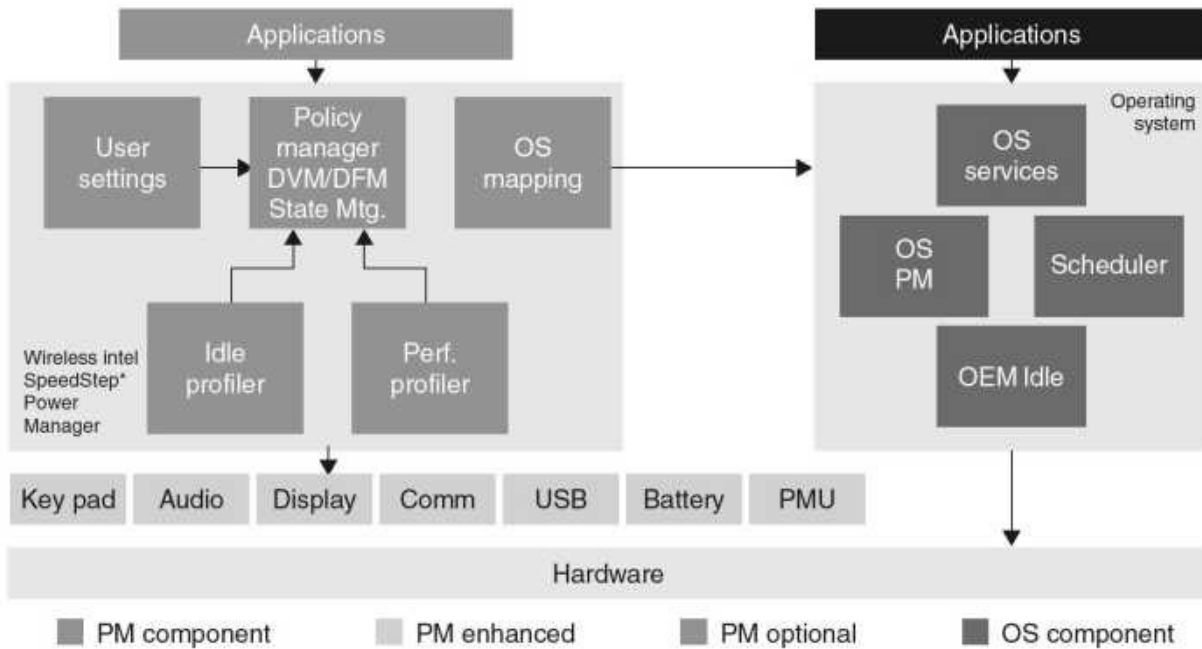 Applications
Applications
User
settings
Policy
manager
DVM/DFM
State Mtg.
OS
mapping
Operating
system
OS
services
OS
PM
Scheduler
OEM Idle
Idle
profiler
Perf.
profiler
Wireless intel
SpeedStep*
Power
Manager
Key pad
Audio
Display
Comm
USB
Battery
PMU
Hardware
PM component
PM enhanced
PM optional
OS component